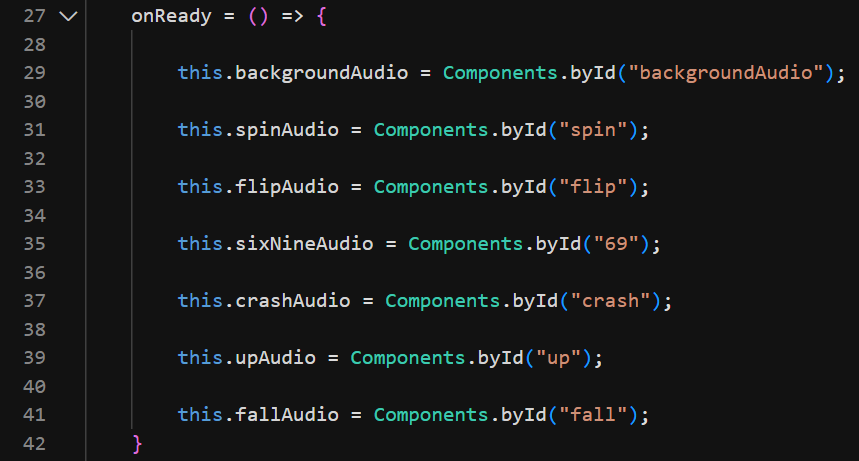 27 onReady = () => {
28
29 this.backgroundAudio = Components.byId("backgroundAudio");
30
31 this.spinAudio = Components.byId("spin");
32
33 this.flipAudio = Components.byId("flip");
34
35 this.sixNineAudio = Components.byId("69");
36
37 this.crashAudio = Components.byId("crash");
38
39 this.upAudio = Components.byId("up");
40
41 this.fallAudio = Components.byId("fall");
42 }